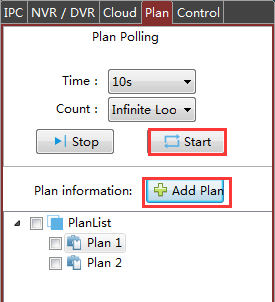 IPC NVR / DVR Cloud Plan Control
Plan Polling
Time : 10s
Count : Infinite Loo
Stop Start
Plan information: Add Plan
PlanList
Plan 1
Plan 2